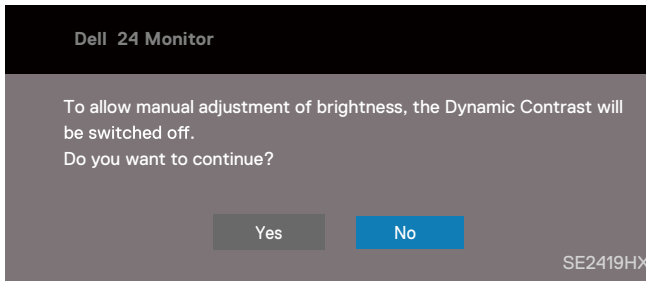 Dell 24 Monitor
To allow manual adjustment of brightness, the Dynamic Contrast will
be switched off.
Do you want to continue?
Yes No
SE2419HX